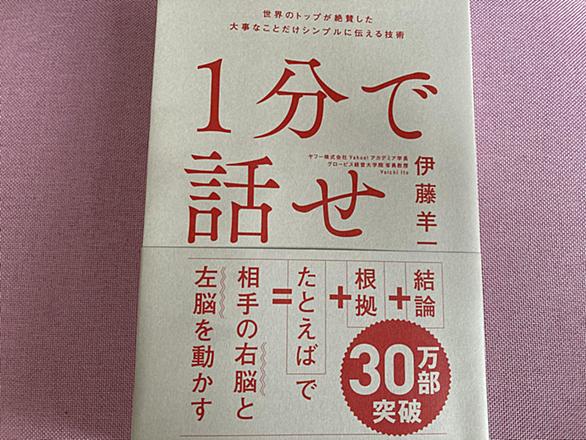 世界のトップが絶賛した
大事なことだけシンプルに伝える技術
1分で
話せ
ヤフー株式会社 Yahoo! アカデミア学長
グロービス経営大学院 客員教授
Yoichi Ito
伊藤羊一
結論
+
根拠
+
たとえばで
=
相手の右脳と
左脳を動かす
30万部
突破